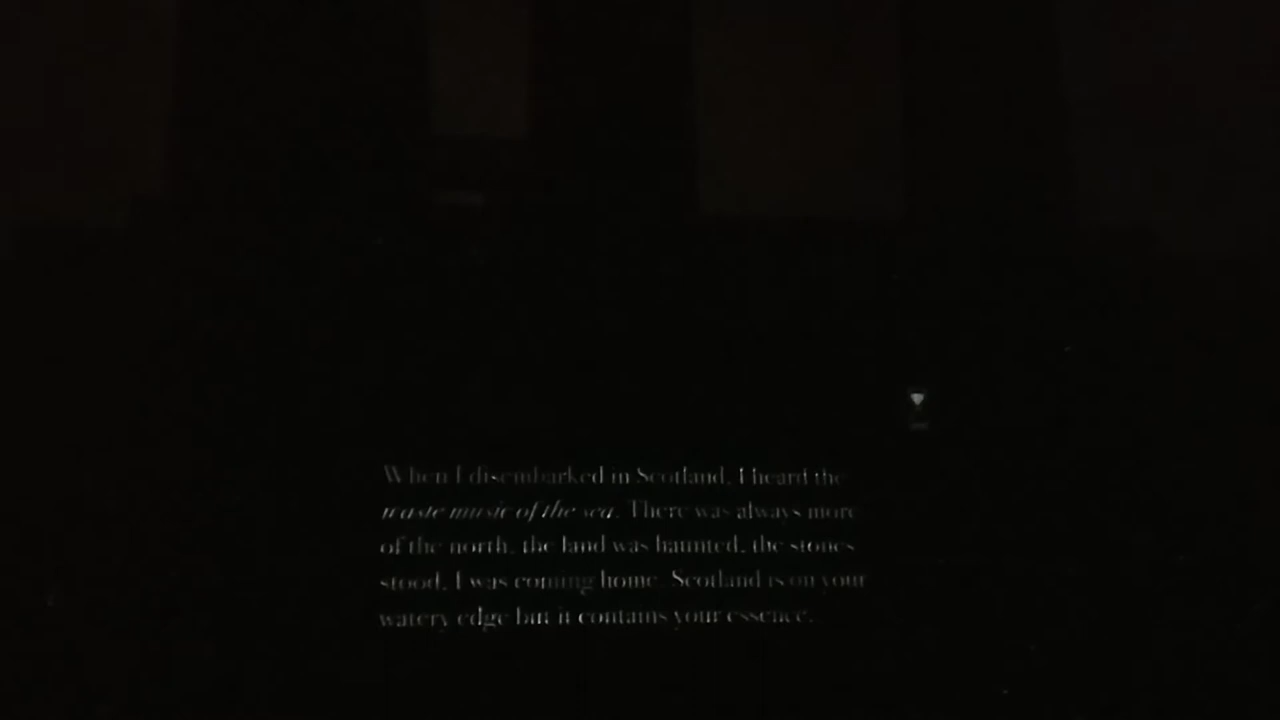 When I disembarked in Scotland, I heard the
waste music of the sea. There was always more
of the north, the land was haunted, the stones
stood, I was coming home. Scotland is on your
watery edge but it contains your essence.